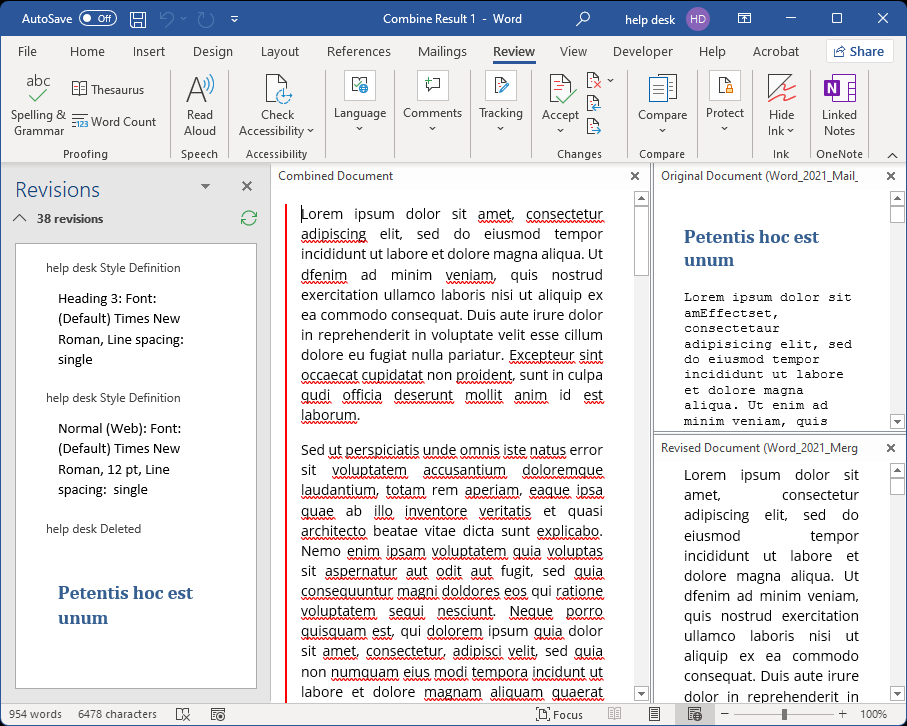 AutoSave Off Combine Result 1 - Word help desk HD
File Home Insert Design Layout References Mailings Review View Developer Help Acrobat Share
abc
Spelling & Grammar
Thesaurus
Word Count
Proofing
Read Aloud
Speech
Check Accessibility
Accessibility
Language
Comments
Tracking
Accept
Changes
Compare
Compare
Protect
Hide Ink
Ink
N
Linked Notes
OneNote
Revisions
38 revisions
help desk Style Definition
Heading 3: Font:
(Default) Times New
Roman, Line spacing:
single
help desk Style Definition
Normal (Web): Font:
(Default) Times New
Roman, 12 pt, Line
spacing: single
help desk Deleted
Petentis hoc est
unum
Combined Document
Lorem ipsum dolor sit amet, consectetur
adipiscing elit, sed do eiusmod tempor
incididunt ut labore et dolore magna aliqua. Ut
dfenim ad minim veniam, quis nostrud
exercitation ullamco laboris nisi ut aliquip ex
ea commodo consequat. Duis aute irure dolor
in reprehenderit in voluptate velit esse cillum
dolore eu fugiat nulla pariatur. Excepteur sint
occaecat cupidatat non proident, sunt in culpa
qudi officia deserunt mollit anim id est
laborum.
Sed ut perspiciatis unde omnis iste natus error
sit voluptatem accusantium doloremque
laudantium, totam rem aperiam, eaque ipsa
quae ab illo inventore veritatis et quasi
architecto beatae vitae dicta sunt explicabo.
Nemo enim ipsam voluptatem quia voluptas
sit aspernatur aut odit aut fugit, sed quia
consequuntur magni doldores eos qui ratione
voluptatem sequi nesciunt. Neque porro
quisquam est, qui dolorem ipsum quia dolor
sit amet, consectetur, adipisci velit, sed quia
non numquam eius modi tempora incidunt ut
labore et dolore magnam aliquam quaerat
Original Document (Word_2021_Mail_
Petentis hoc est
unum
Lorem ipsum dolor sit
amEffectset,
consectetaur
adipisicing elit, sed
do eiusmod tempor
incididunt ut labore
et dolore magna
aliqua. Ut enim ad
minim veniam, quis
Revised Document (Word_2021_Merg
Lorem ipsum dolor sit
amet, consectetur
adipiscing elit, sed do
eiusmod tempor
incididunt ut labore et
dolore magna aliqua. Ut
dfenim ad minim veniam,
quis nostrud exercitation
ullamco laboris nisi ut
aliquip ex ea commodo
consequat. Duis aute irure
dolor in reprehenderit in
954 words 6478 characters Focus 100%